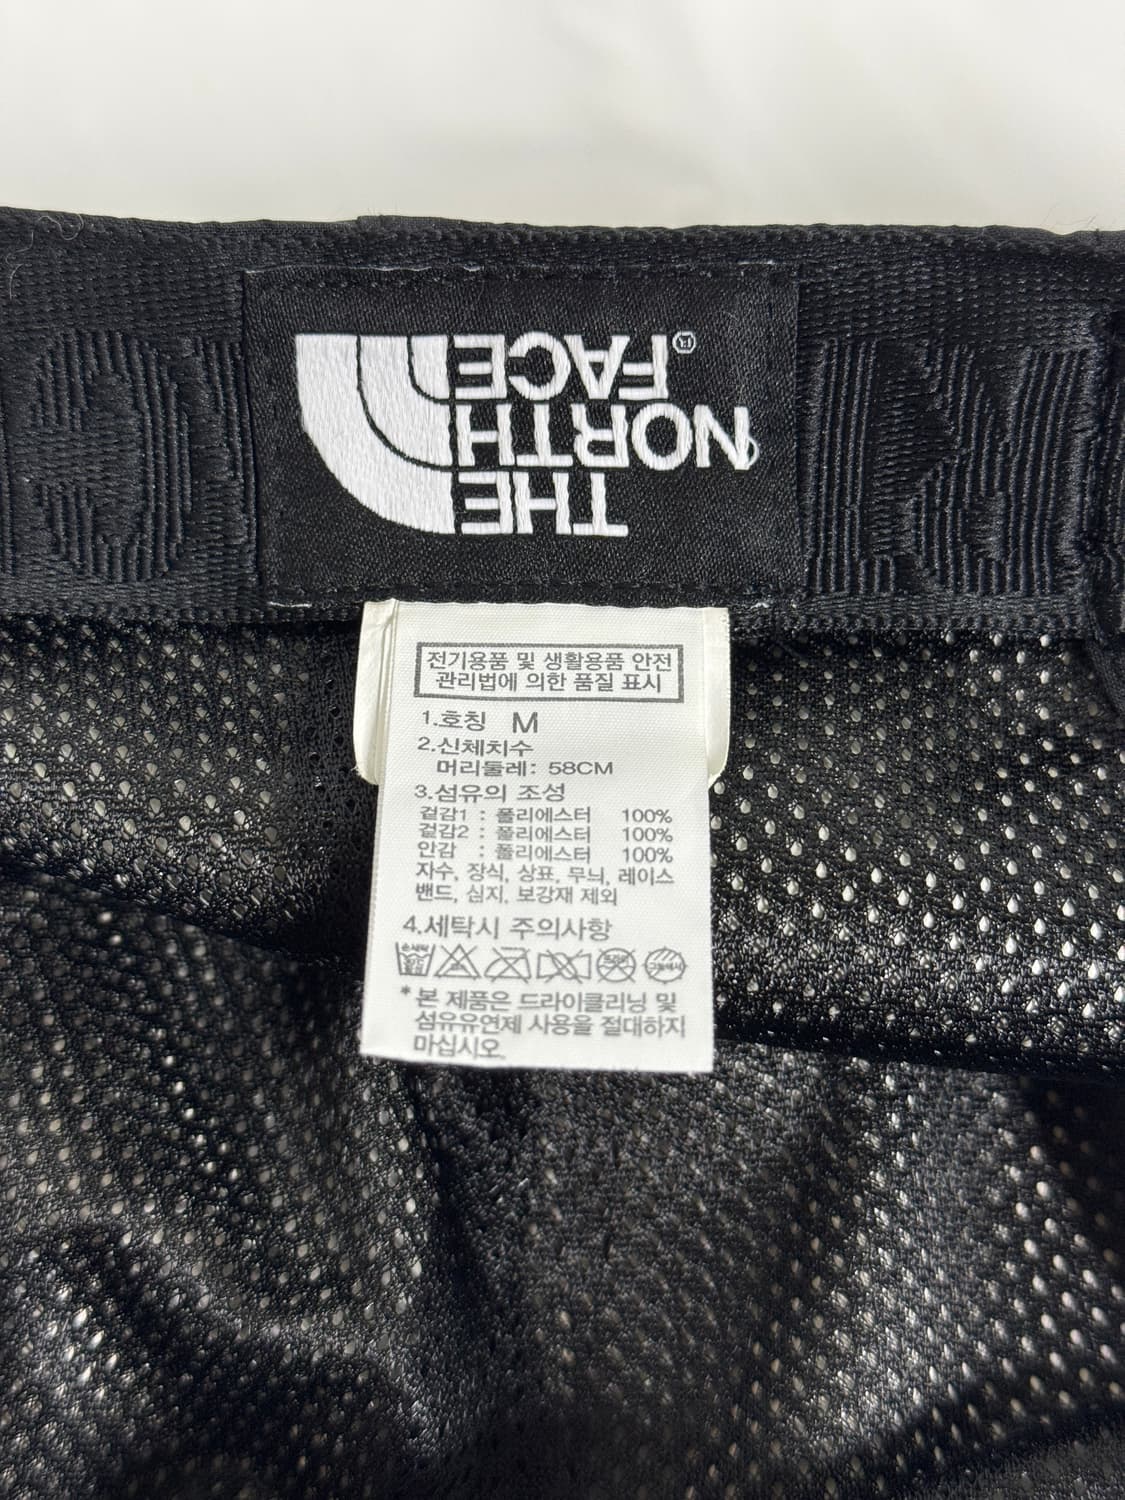 THE
NORTH
FACE®
전기용품 및 생활용품 안전
관리법에 의한 품질 표시
1.호칭 M
2.신체치수
머리둘레: 58CM
3.섬유의 조성
겉감1 : 폴리에스터 100%
겉감2 : 폴리에스터 100%
안감 : 폴리에스터 100%
자수, 장식, 상표, 무늬, 레이스
밴드, 심지, 보강재 제외
4.세탁시 주의사항
* 본 제품은 드라이클리닝 및
섬유유연제 사용을 절대하지
마십시오.